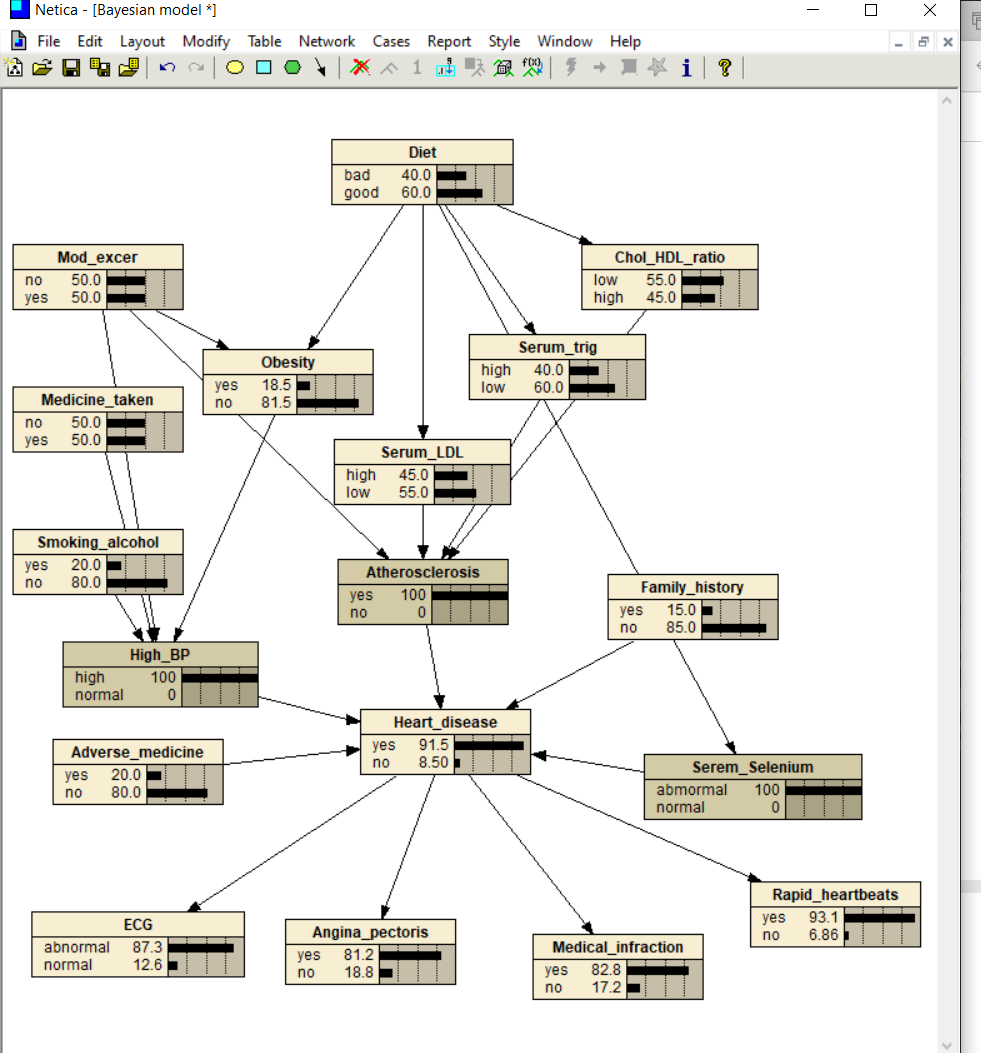 Netica - [Bayesian model *]
File Edit Layout Modify Table Network Cases Report Style Window Help
1 f(x) i ?
Diet
bad 40.0
good 60.0
Mod_excer
no 50.0
yes 50.0
Chol_HDL_ratio
low 55.0
high 45.0
Obesity
yes 18.5
no 81.5
Serum_trig
high 40.0
low 60.0
Medicine_taken
no 50.0
yes 50.0
Serum_LDL
high 45.0
low 55.0
Smoking_alcohol
yes 20.0
no 80.0
Atherosclerosis
yes 100
no 0
Family_history
yes 15.0
no 85.0
High_BP
high 100
normal 0
Heart_disease
yes 91.5
no 8.50
Adverse_medicine
yes 20.0
no 80.0
Serem_Selenium
abmormal 100
normal 0
Rapid_heartbeats
yes 93.1
no 6.86
ECG
abnormal 87.3
normal 12.6
Angina_pectoris
yes 81.2
no 18.8
Medical_infraction
yes 82.8
no 17.2